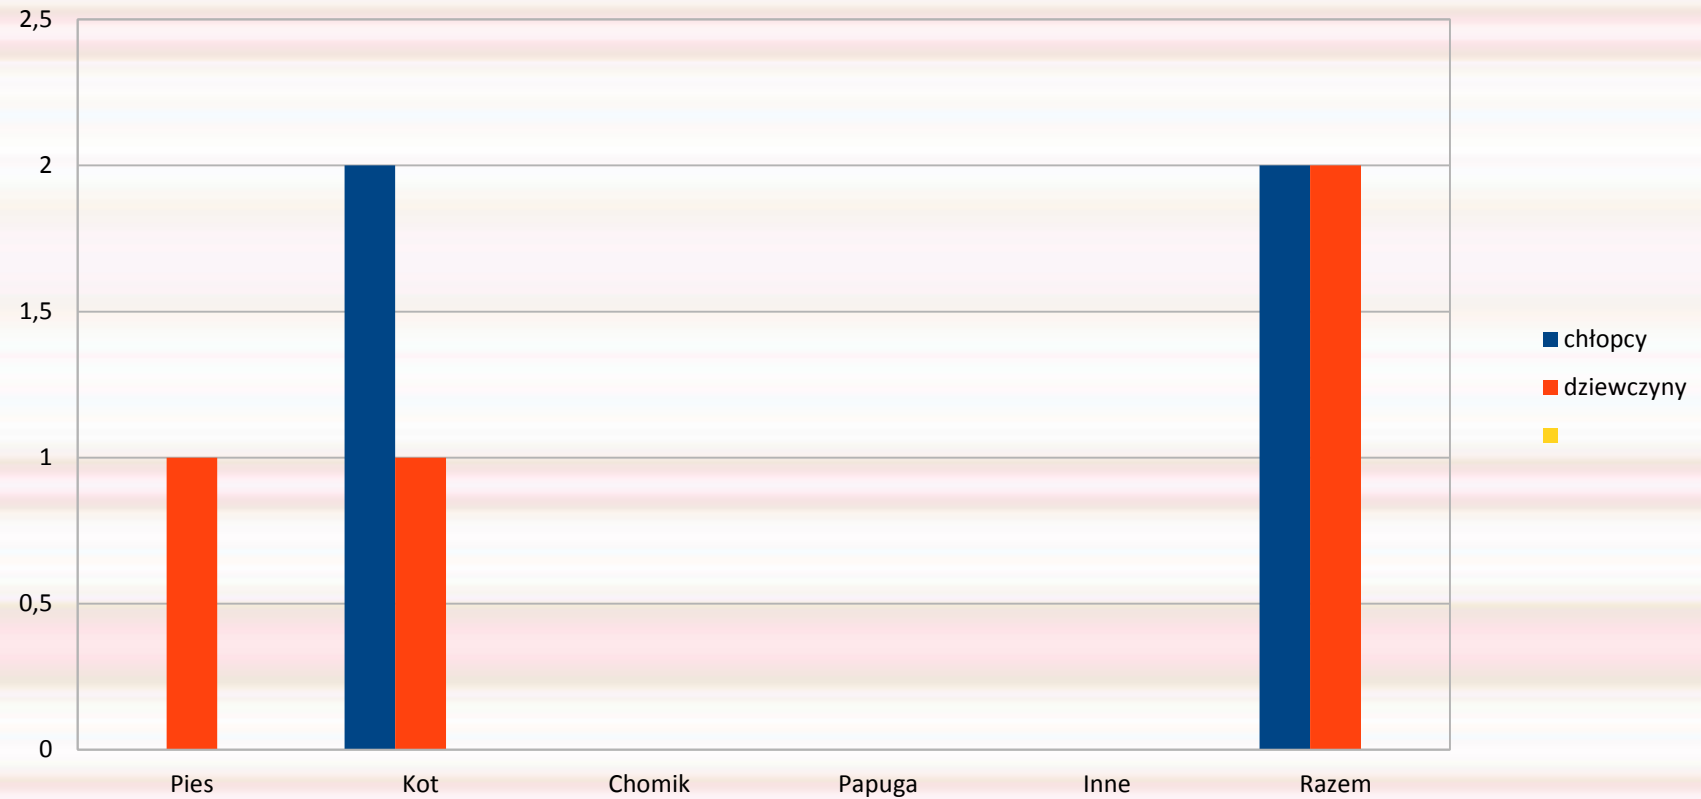 2,5
2
1,5
1
0,5
0
Pies Kot Chomik Papuga Inne Razem
chłopcy
dziewczyny